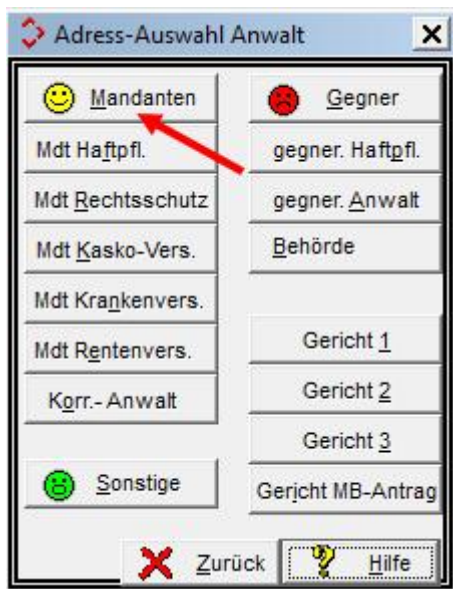 Adress-Auswahl Anwalt
Mandanten
Gegner
Mdt Haftpfl.
gegner. Haftpfl.
Mdt Rechtsschutz
gegner. Anwalt
Mdt Kasko-Vers.
Behörde
Mdt Krankenvers.
Mdt Rentenvers.
Gericht 1
Korr.- Anwalt
Gericht 2
Gericht 3
Sonstige
Gericht MB-Antrag
Zurück
Hilfe